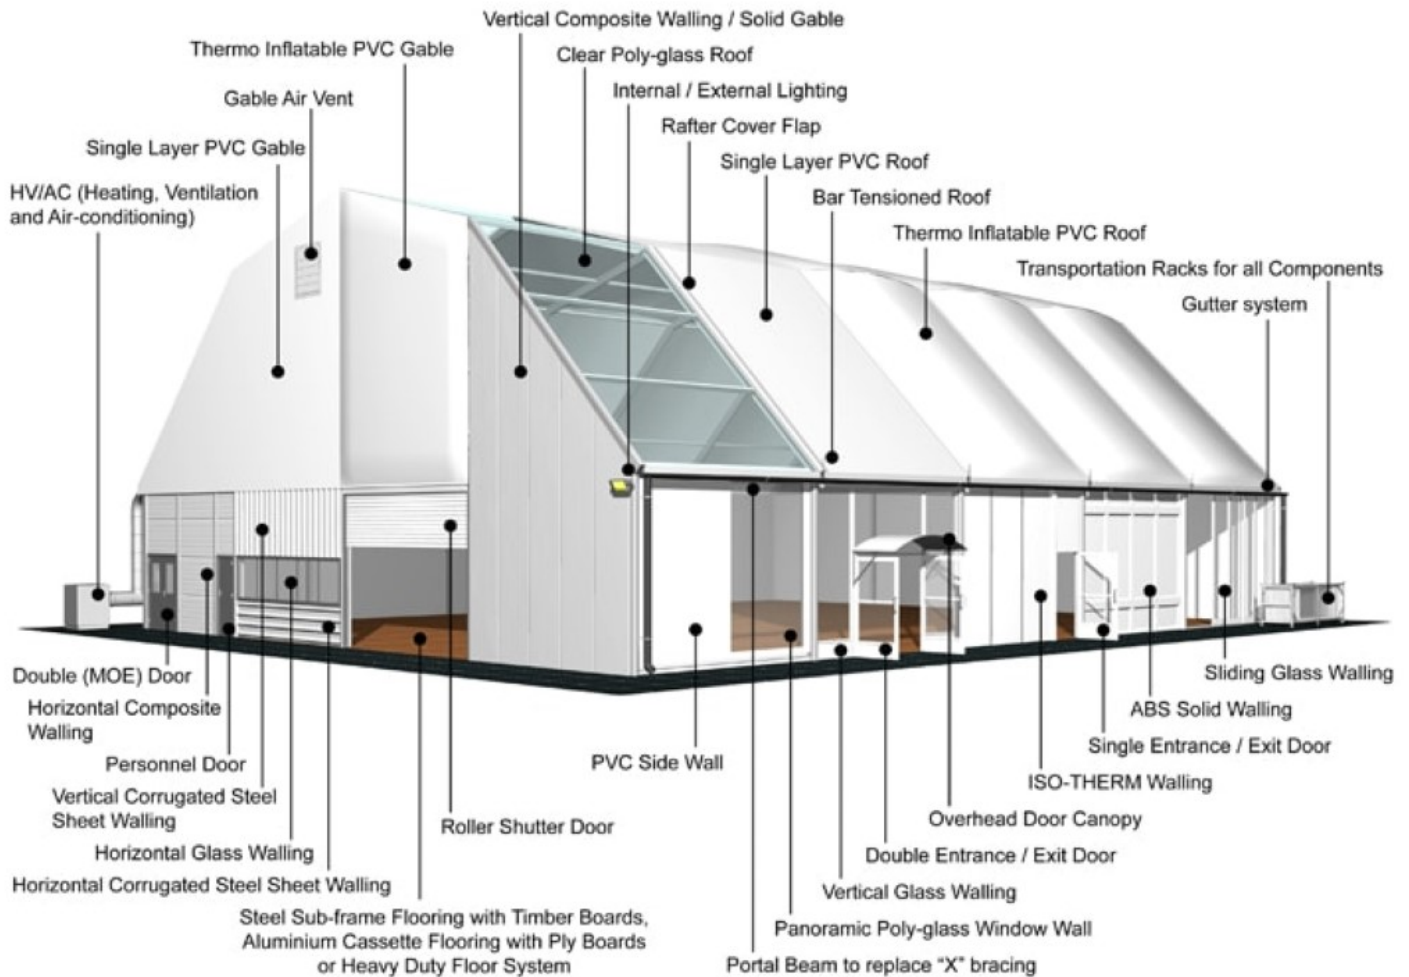 Vertical Composite Walling / Solid Gable
Thermo Inflatable PVC Gable
Clear Poly-glass Roof
Gable Air Vent
Internal / External Lighting
Rafter Cover Flap
Single Layer PVC Gable
Single Layer PVC Roof
HV/AC (Heating, Ventilation
and Air-conditioning)
Bar Tensioned Roof
Thermo Inflatable PVC Roof
Transportation Racks for all Components
Gutter system
Double (MOE) Door
Horizontal Composite
Walling
Personnel Door
Vertical Corrugated Steel
Sheet Walling
Horizontal Glass Walling
Horizontal Corrugated Steel Sheet Walling
Steel Sub-frame Flooring with Timber Boards,
Aluminium Cassette Flooring with Ply Boards
or Heavy Duty Floor System
Roller Shutter Door
PVC Side Wall
Sliding Glass Walling
ABS Solid Walling
Single Entrance / Exit Door
ISO-THERM Walling
Overhead Door Canopy
Double Entrance / Exit Door
Vertical Glass Walling
Panoramic Poly-glass Window Wall
Portal Beam to replace “X” bracing